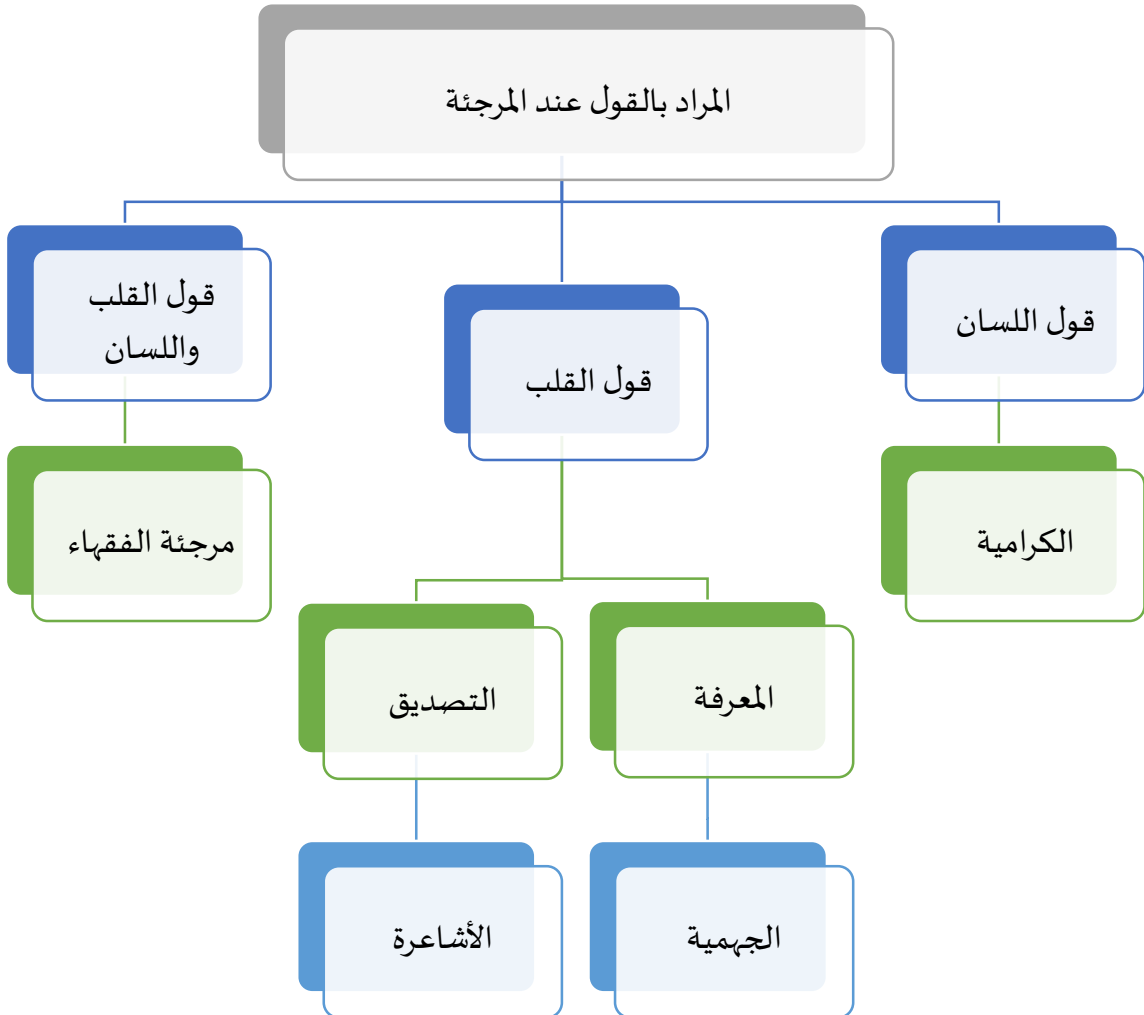 المراد بالقول عند المرجئة
قول اللسان
قول القلب
قول القلب
واللسان
الكرامية
مرجئة الفقهاء
المعرفة
التصديق
الجهمية
الأشاعرة